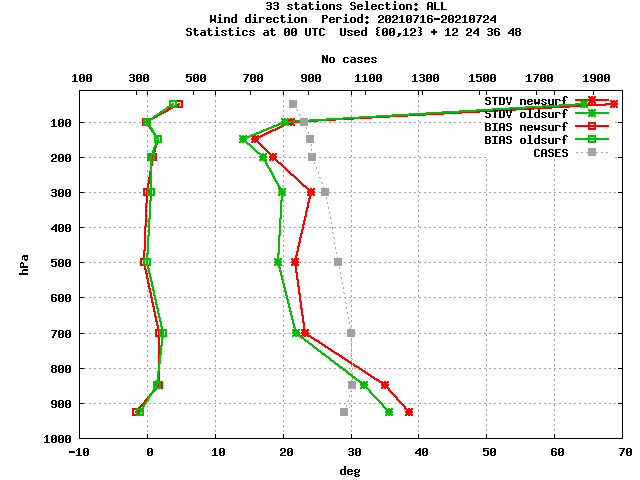 33 stations Selection: ALL
Wind direction  Period: 20210716-20210724
Statistics at 00 UTC  Used {00,12} + 12 24 36 48
No cases
100 300 500 700 900 1100 1300 1500 1700 1900
STDV newsurf
STDV oldsurf
BIAS newsurf
BIAS oldsurf
CASES
100
200
300
400
500
600
700
800
900
1000
hPa
-10 0 10 20 30 40 50 60 70
deg